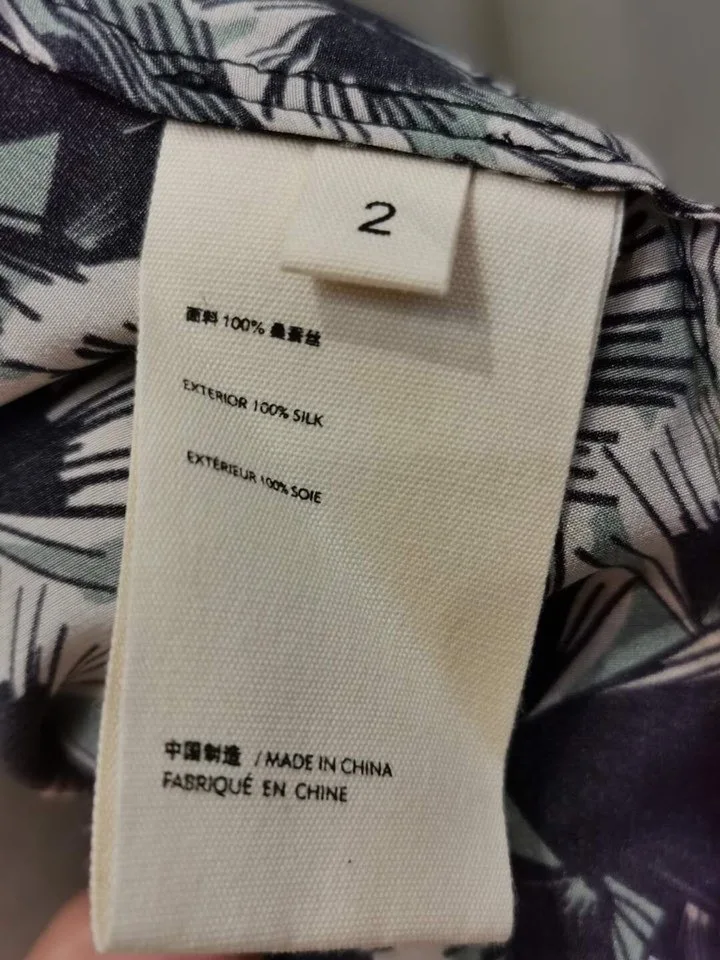 2
面料 100% 桑蚕丝
EXTERIOR 100% SILK
EXTÉRIEUR 100% SOIE
中国制造 / MADE IN CHINA
FABRIQUÉ EN CHINE